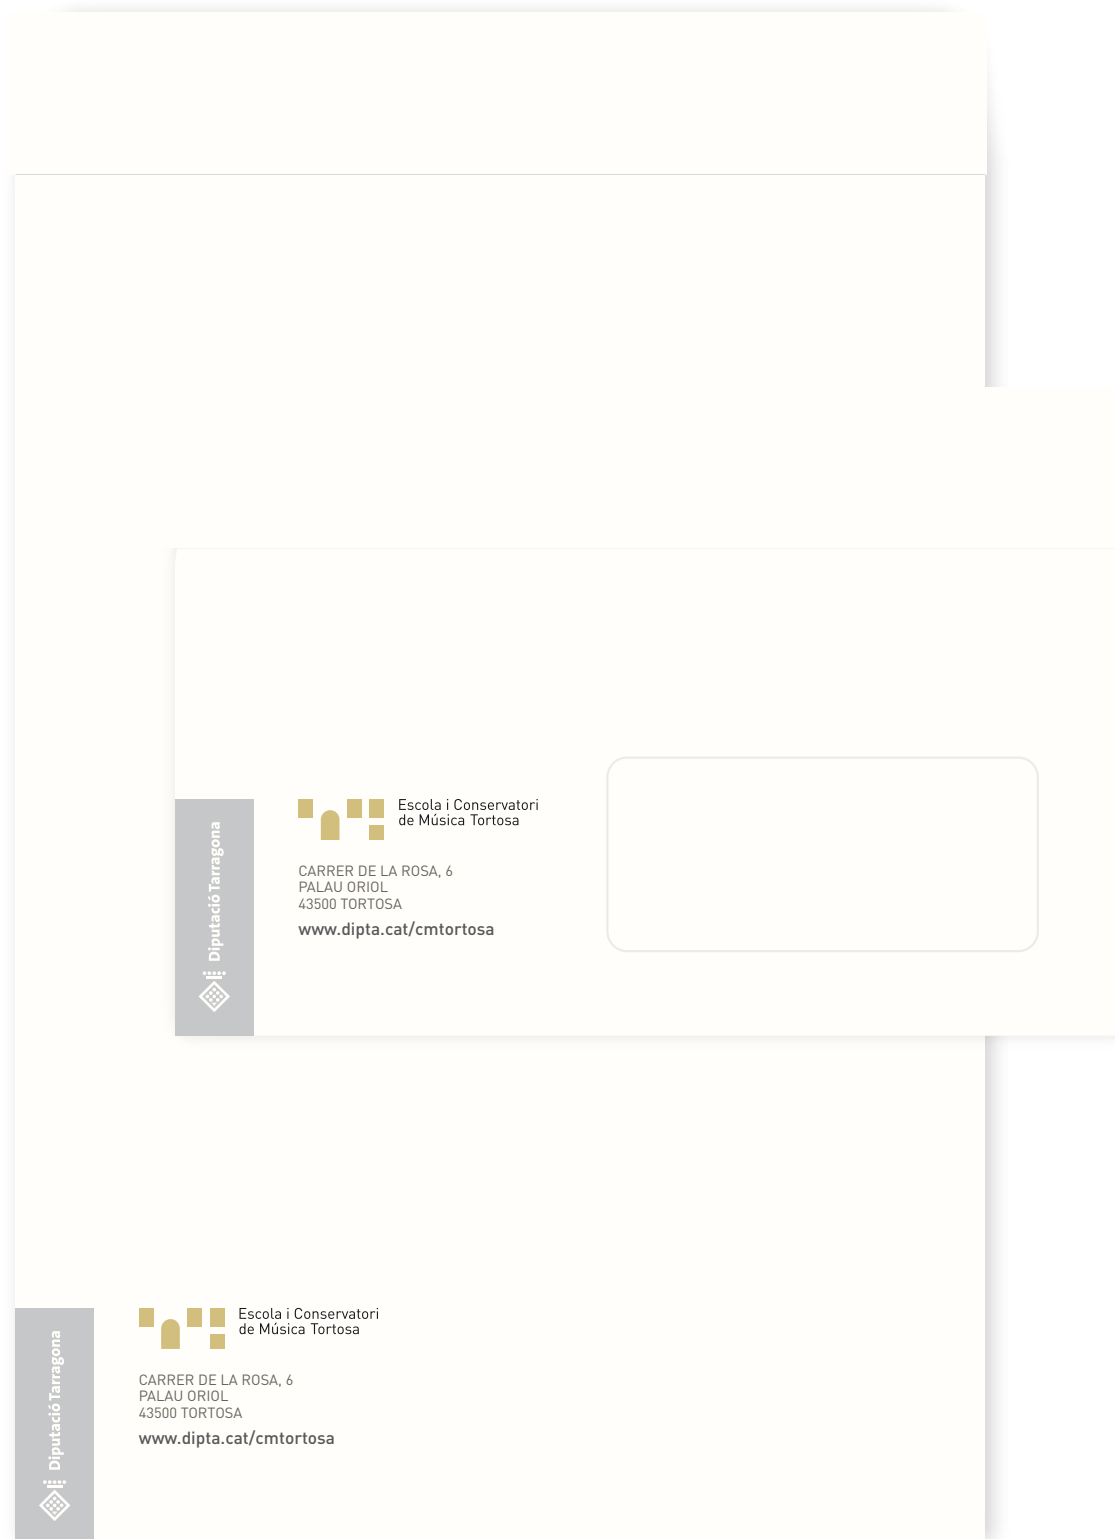 Escola i Conservatori
de Música Tortosa
CARRER DE LA ROSA, 6
PALAU ORIOL
43500 TORTOSA
www.dipta.cat/cmtortosa
Diputació Tarragona
Escola i Conservatori
de Música Tortosa
CARRER DE LA ROSA, 6
PALAU ORIOL
43500 TORTOSA
www.dipta.cat/cmtortosa
Diputació Tarragona